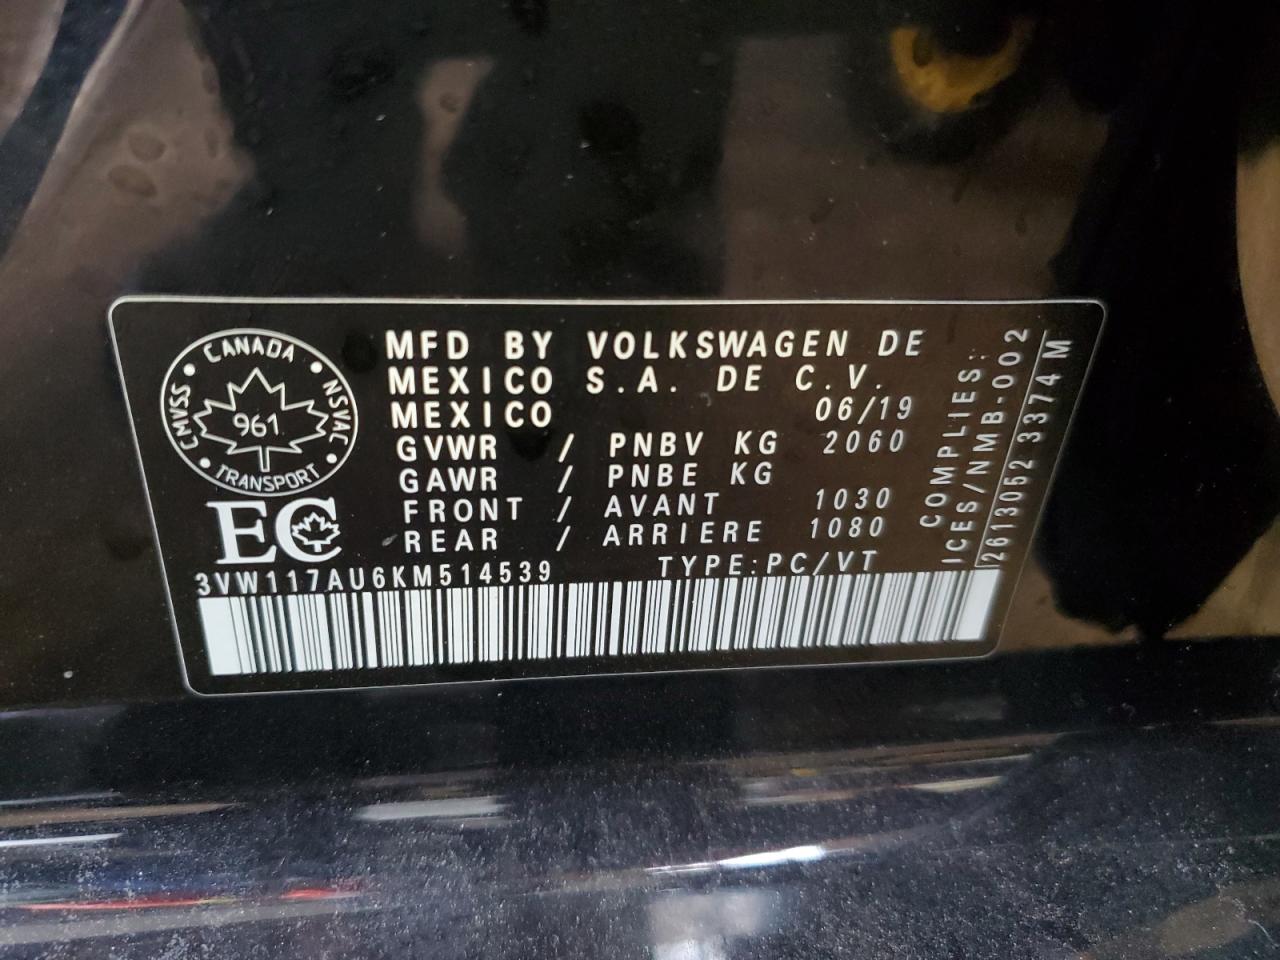 CANADA
CMVSS
NSVAC
961
TRANSPORT
EC
MFD BY VOLKSWAGEN DE
MEXICO S.A. DE C.V.
MEXICO 06/19
GVWR / PNBV KG 2060
GAWR / PNBE KG
FRONT / AVANT 1030
REAR / ARRIERE 1080
3VW117AU6KM514539 TYPE:PC/VT
COMPLIES:
ICES/NMB-002
2613052 3374 M